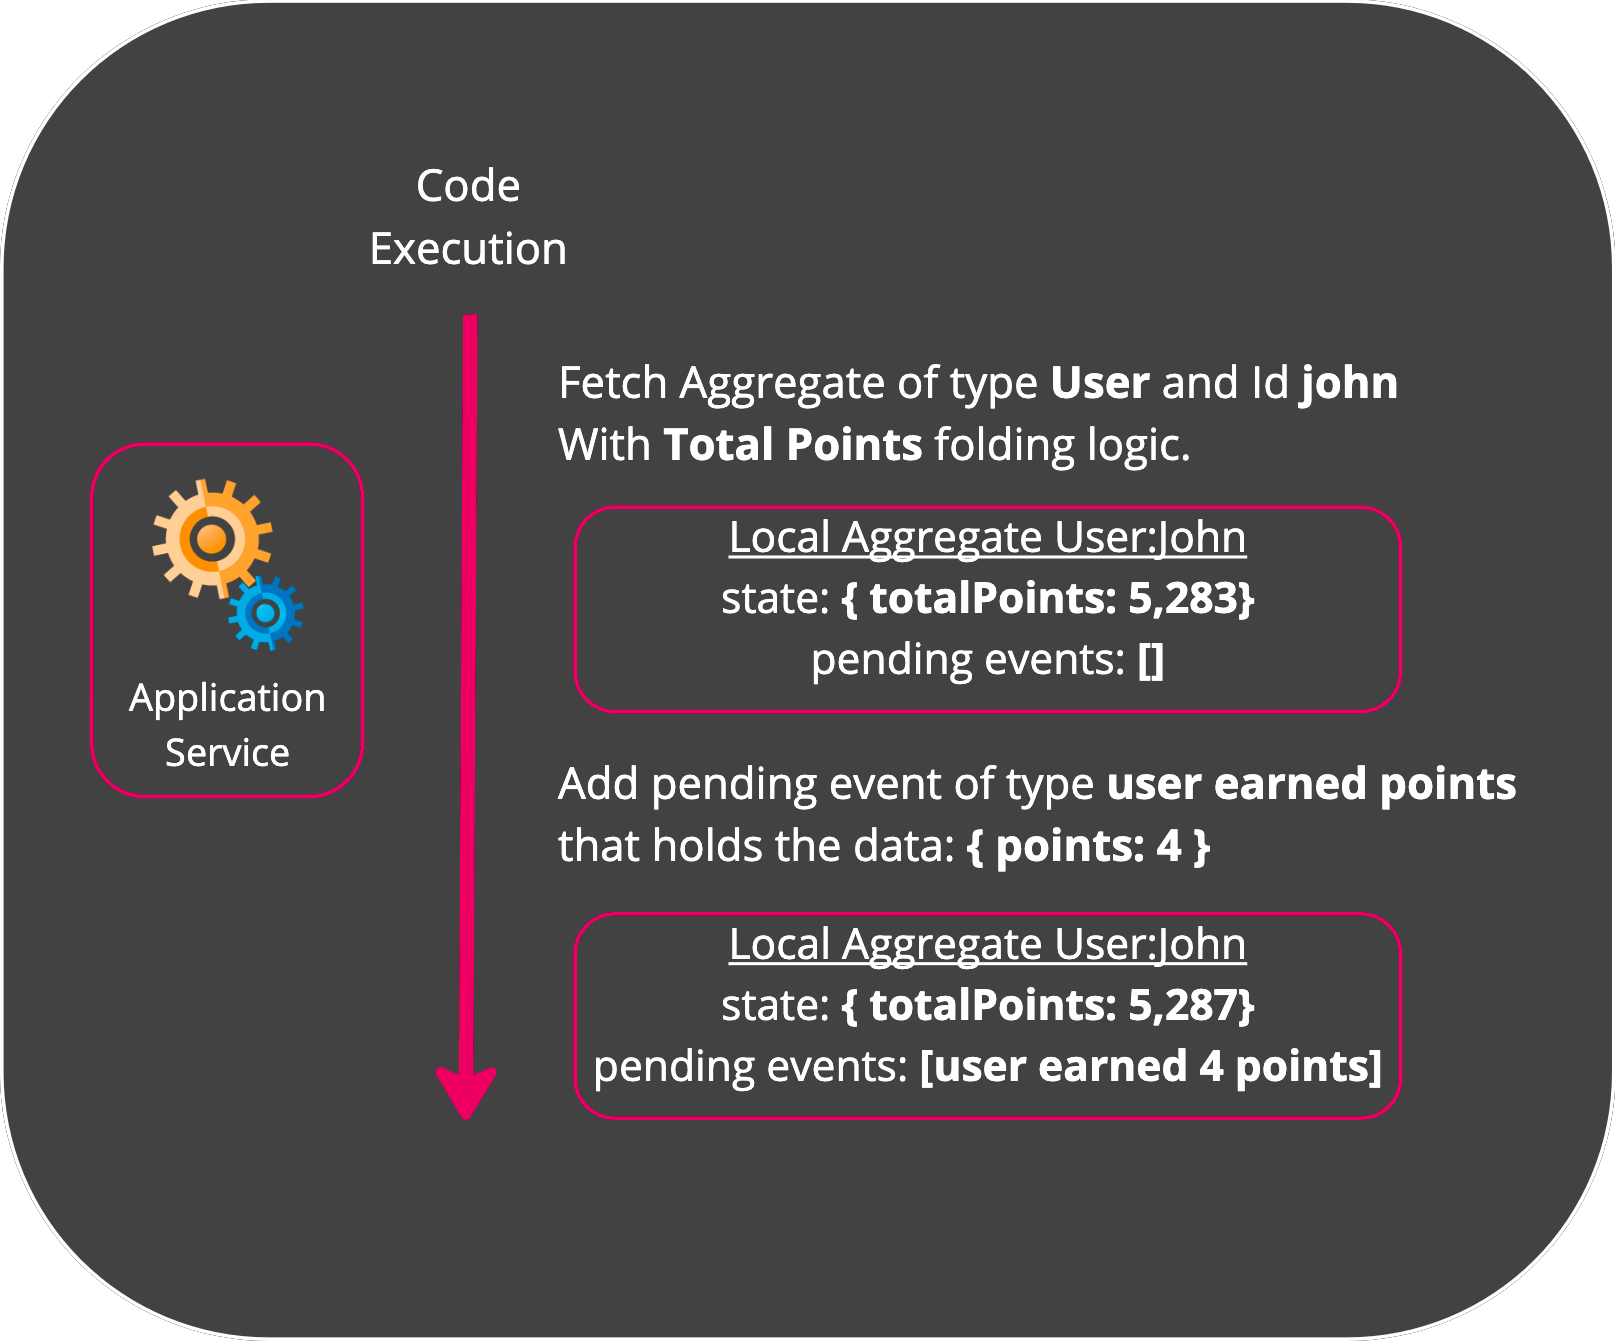 Code
Execution
Fetch Aggregate of type User and Id john
With Total Points folding logic.
Local Aggregate User:John
state: { totalPoints: 5,283}
pending events: []
Application
Service
Add pending event of type user earned points
that holds the data: { points: 4 }
Local Aggregate User:John
state: { totalPoints: 5,287}
pending events: [user earned 4 points]